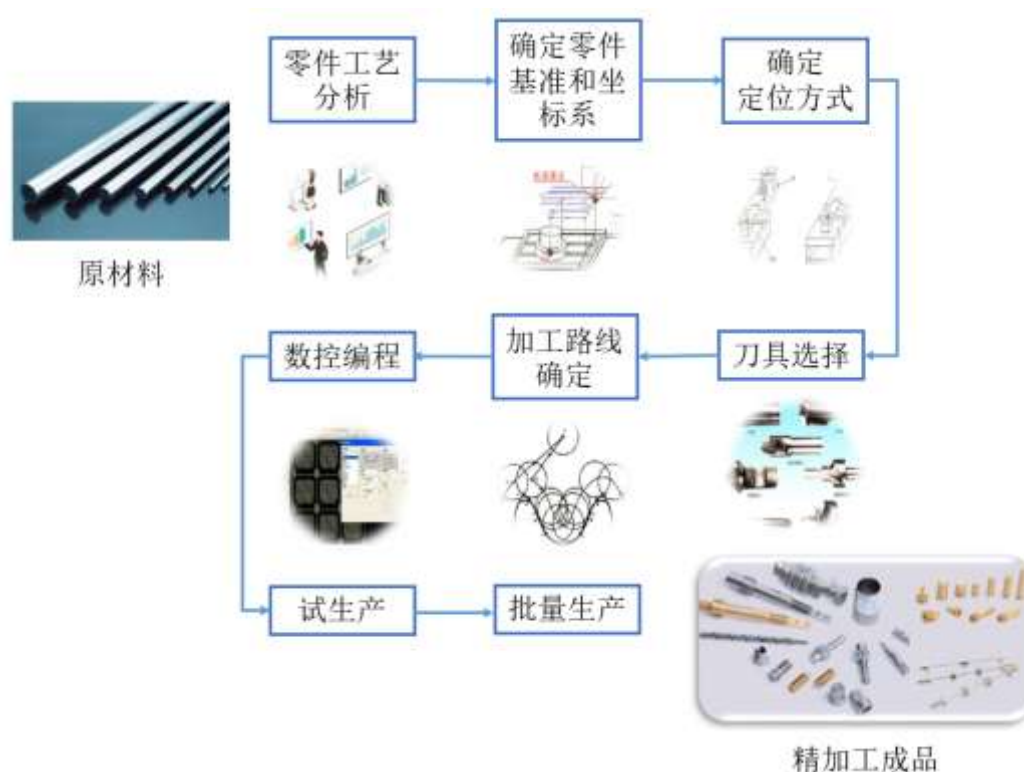 零件工艺
分析
确定零件
基准和坐
标系
确定
定位方式
原材料
数控编程
加工路线
确定
刀具选择
试生产
批量生产
精加工成品